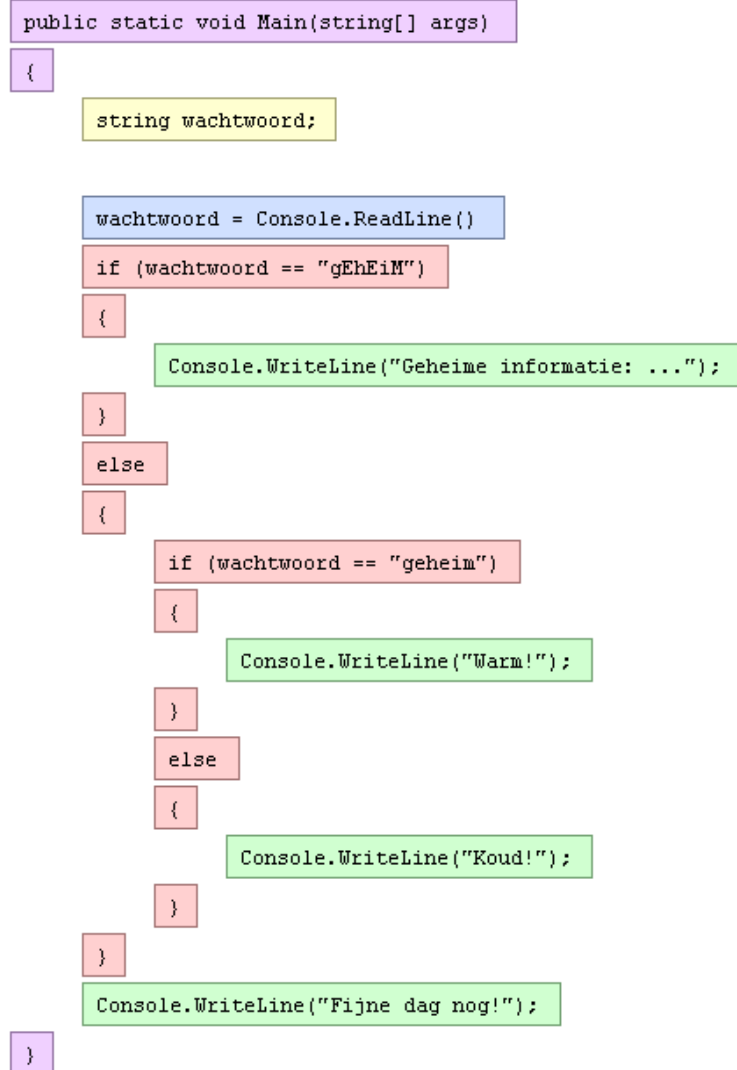 public static void Main(string[] args)
{
string wachtwoord;
wachtwoord = Console.ReadLine()
if (wachtwoord == "gEhEiM")
{
Console.WriteLine("Geheime informatie: ...");
}
else
{
if (wachtwoord == "geheim")
{
Console.WriteLine("Warm!");
}
else
{
Console.WriteLine("Koud!");
}
}
Console.WriteLine("Fijne dag nog!");
}